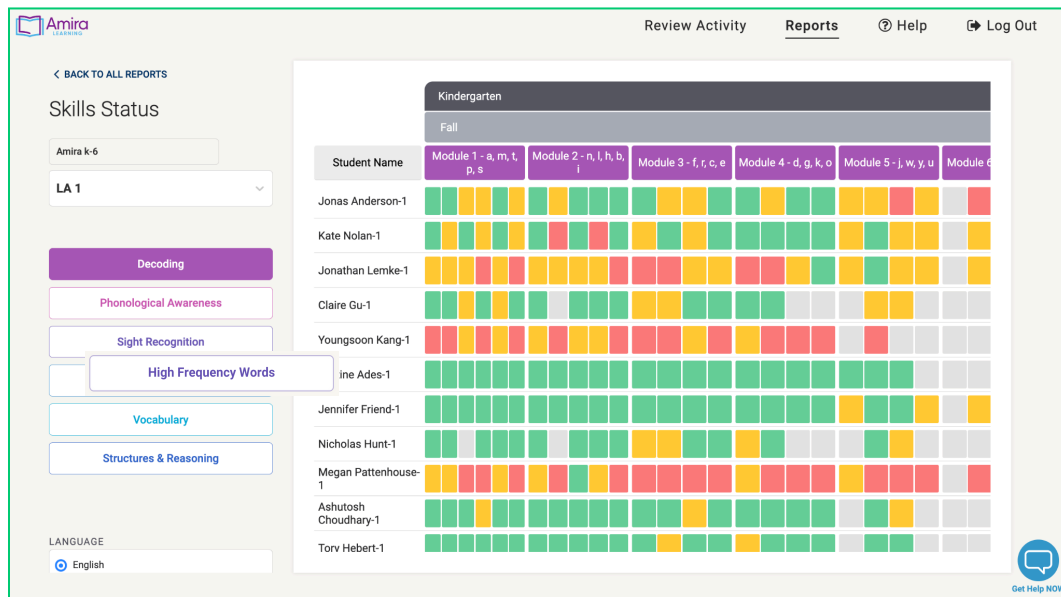 Amira
LEARNING
Review Activity
Reports
Help
Log Out
BACK TO ALL REPORTS
Skills Status
Amira k-6
LA 1
Decoding
Phonological Awareness
Sight Recognition
High Frequency Words
Vocabulary
Structures & Reasoning
LANGUAGE
English
Kindergarten
Fall
Student Name
Module 1 - a, m, t,
p, s
Module 2 - n, l, h, b,
i
Module 3 - f, r, c, e
Module 4 - d, g, k, o
Module 5 - j, w, y, u
Module 6
Jonas Anderson-1
Kate Nolan-1
Jonathan Lemke-1
Claire Gu-1
Youngsoon Kang-1
Ades-1
Jennifer Friend-1
Nicholas Hunt-1
Megan Pattenhouse-
1
Ashutosh
Choudhary-1
Tory Hebert-1
Get Help NOW